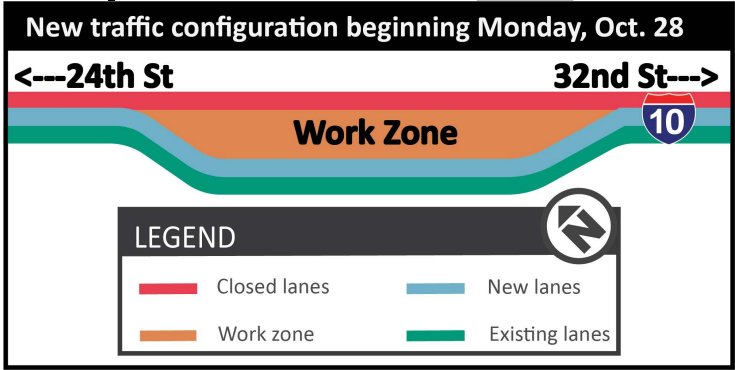 New traffic configuration beginning Monday, Oct. 28
<---24th St 32nd St--->
10
Work Zone
LEGEND N
Closed lanes New lanes
Work zone Existing lanes